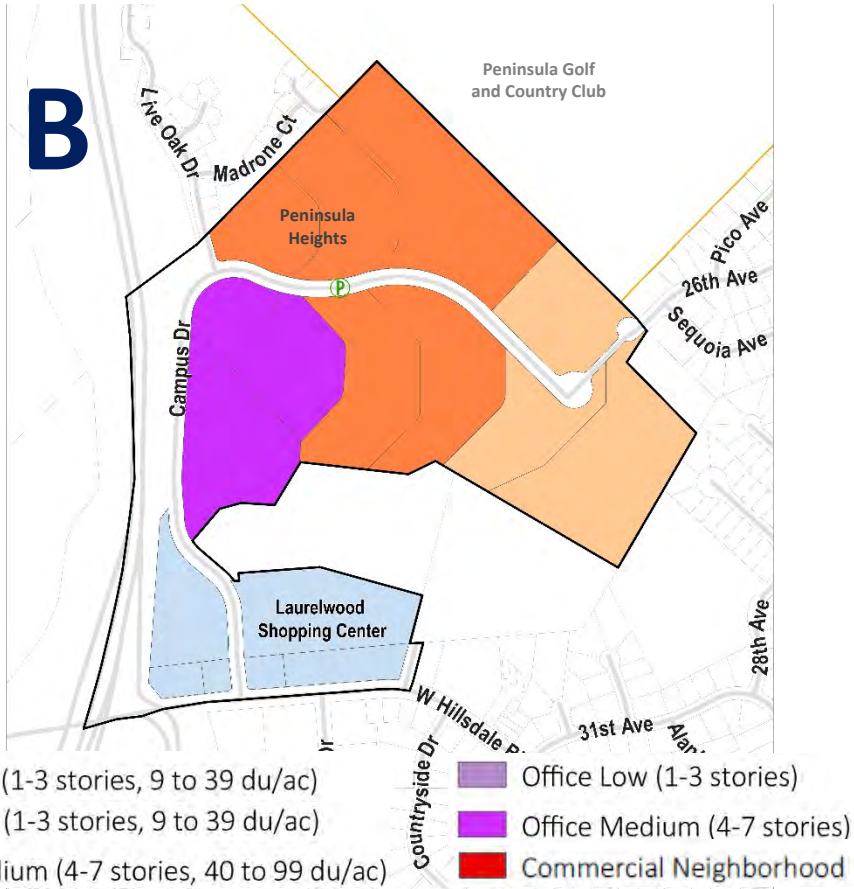 Peninsula Golf
and Country Club
B
Live Oak Dr
Madrone Ct
Peninsula
Heights
Pico Ave
26th Ave
Sequoia Ave
P
Campus Dr
Laurelwood
Shopping Center
28th Ave
W Hillsdale
31st Ave
Dr
Countryside Dr
(1-3 stories, 9 to 39 du/ac)
(1-3 stories, 9 to 39 du/ac)
dium (4-7 stories, 40 to 99 du/ac)
Office Low (1-3 stories)
Office Medium (4-7 stories)
Commercial Neighborhood